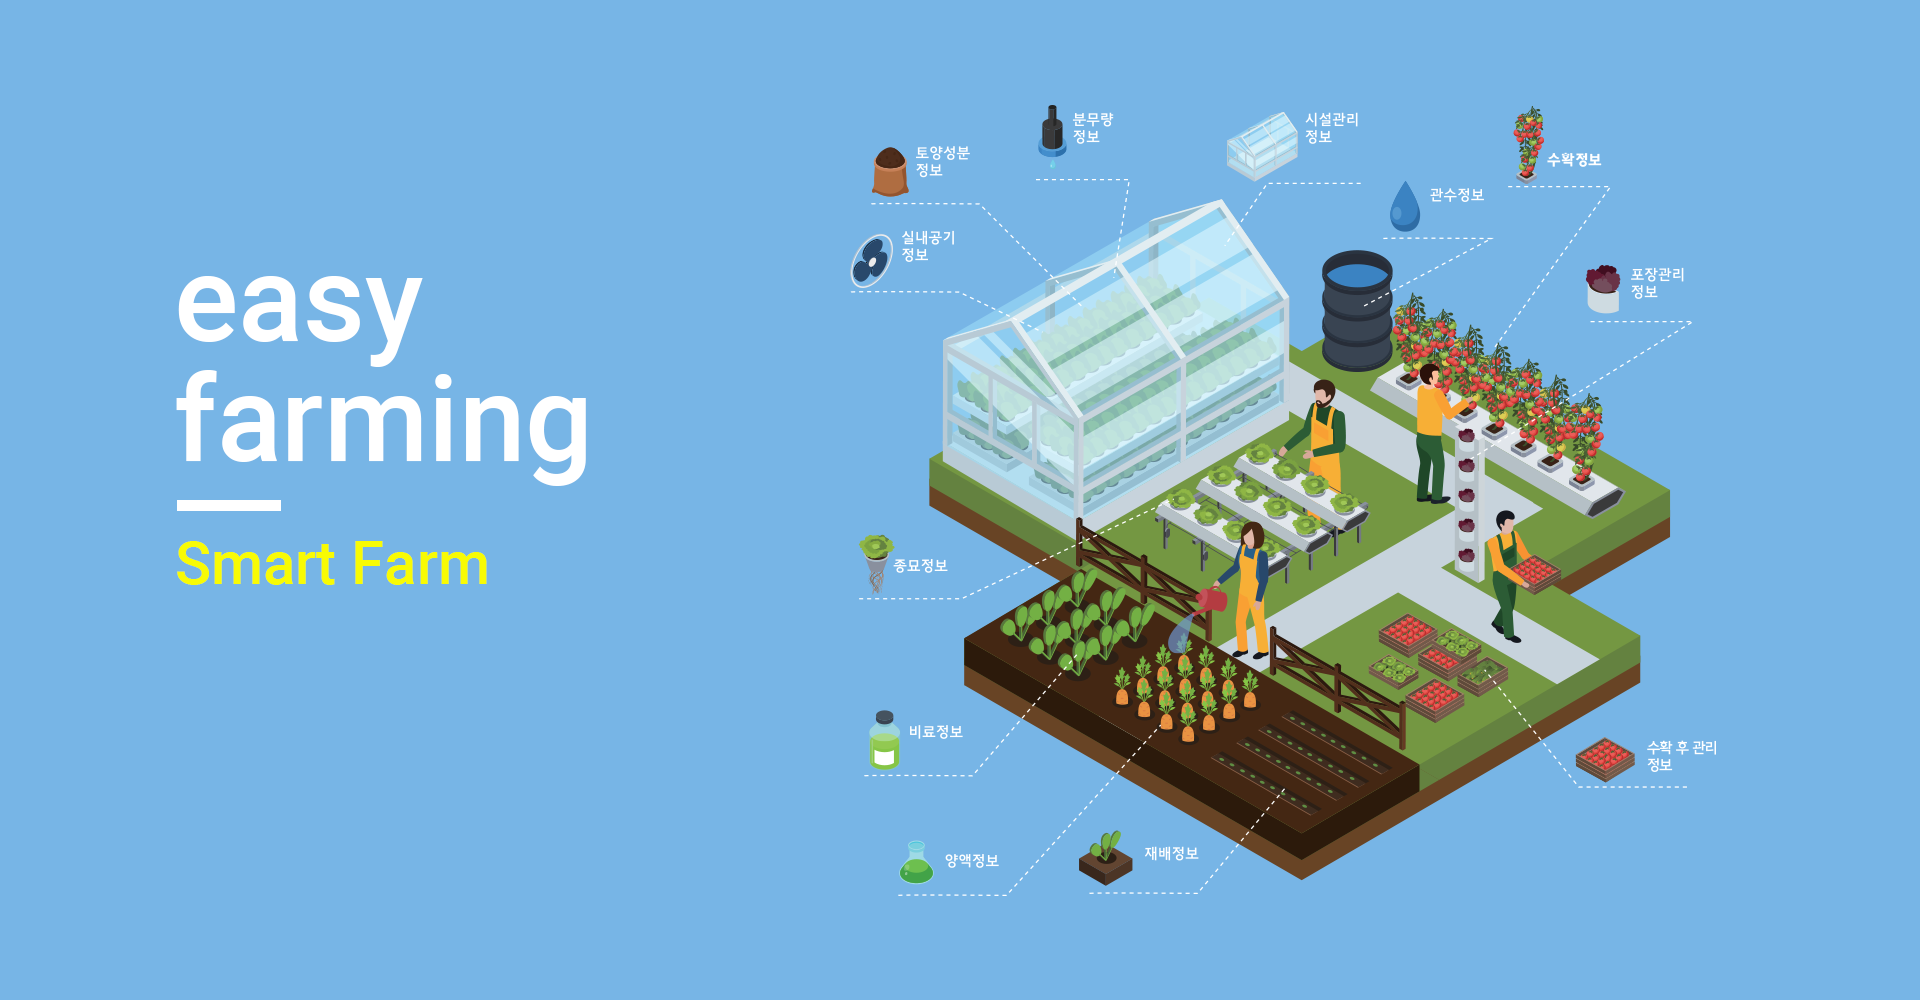 easy
farming
Smart Farm
분무량
정보
시설관리
정보
토양성분
정보
수확정보
관수정보
실내공기
정보
포장관리
정보
종묘정보
비료정보
수확 후 관리
정보
양액정보
재배정보